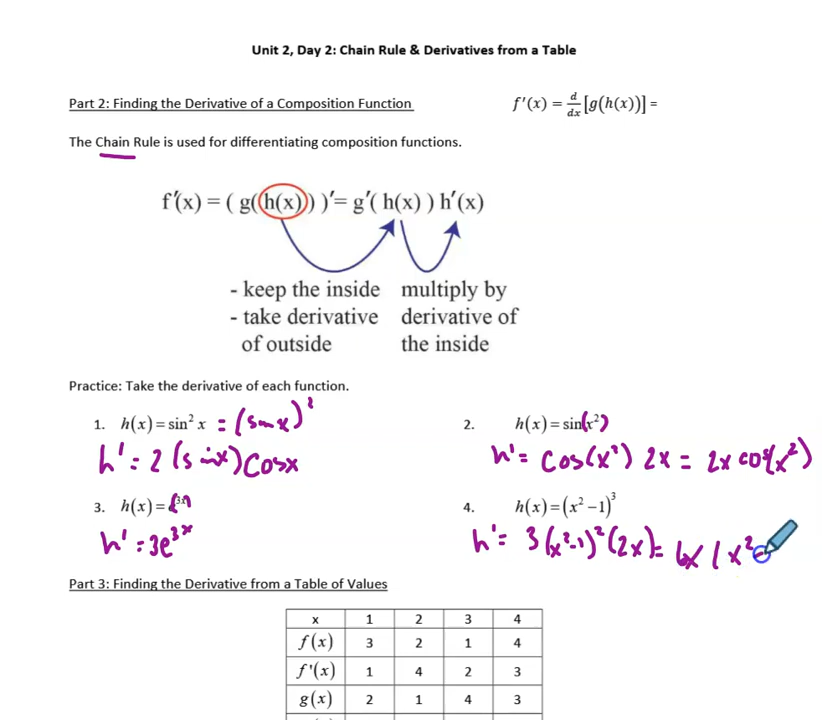 Unit 2, Day 2: Chain Rule & Derivatives from a Table
Part 2: Finding the Derivative of a Composition Function
f'(x) = d/dx [g(h(x))] =
The Chain Rule is used for differentiating composition functions.
f'(x) = ( g(h(x)) )' = g'( h(x) ) h'(x)
- keep the inside
- take derivative
of outside
multiply by
derivative of
the inside
Practice: Take the derivative of each function.
1. h(x) = sin² x = (sin x)²
h' = 2 (sin x) cos x
2. h(x) = sin(x²)
h' = cos(x²) 2x = 2x cos(x²)
3. h(x) =
h' = 3e^3x
4. h(x) = (x² − 1)³
h' = 3(x²-1)² (2x) = 6x (x²
Part 3: Finding the Derivative from a Table of Values
x 1 2 3 4
f(x) 3 2 1 4
f'(x) 1 4 2 3
g(x) 2 1 4 3